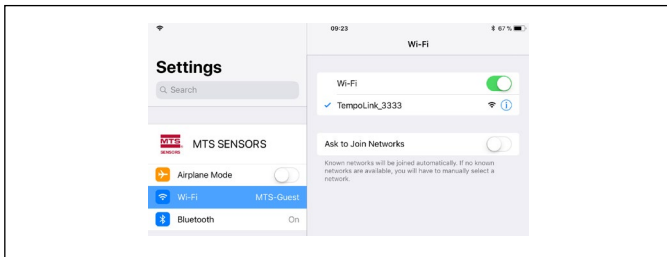 09:23
67 %
Settings
Search
MTS
SENSORS
MTS SENSORS
Airplane Mode
Wi-Fi MTS-Guest
Bluetooth On
Wi-Fi
Wi-Fi
TempoLink_3333
Ask to Join Networks
Known networks will be joined automatically. If no known
networks are available, you will have to manually select a
network.